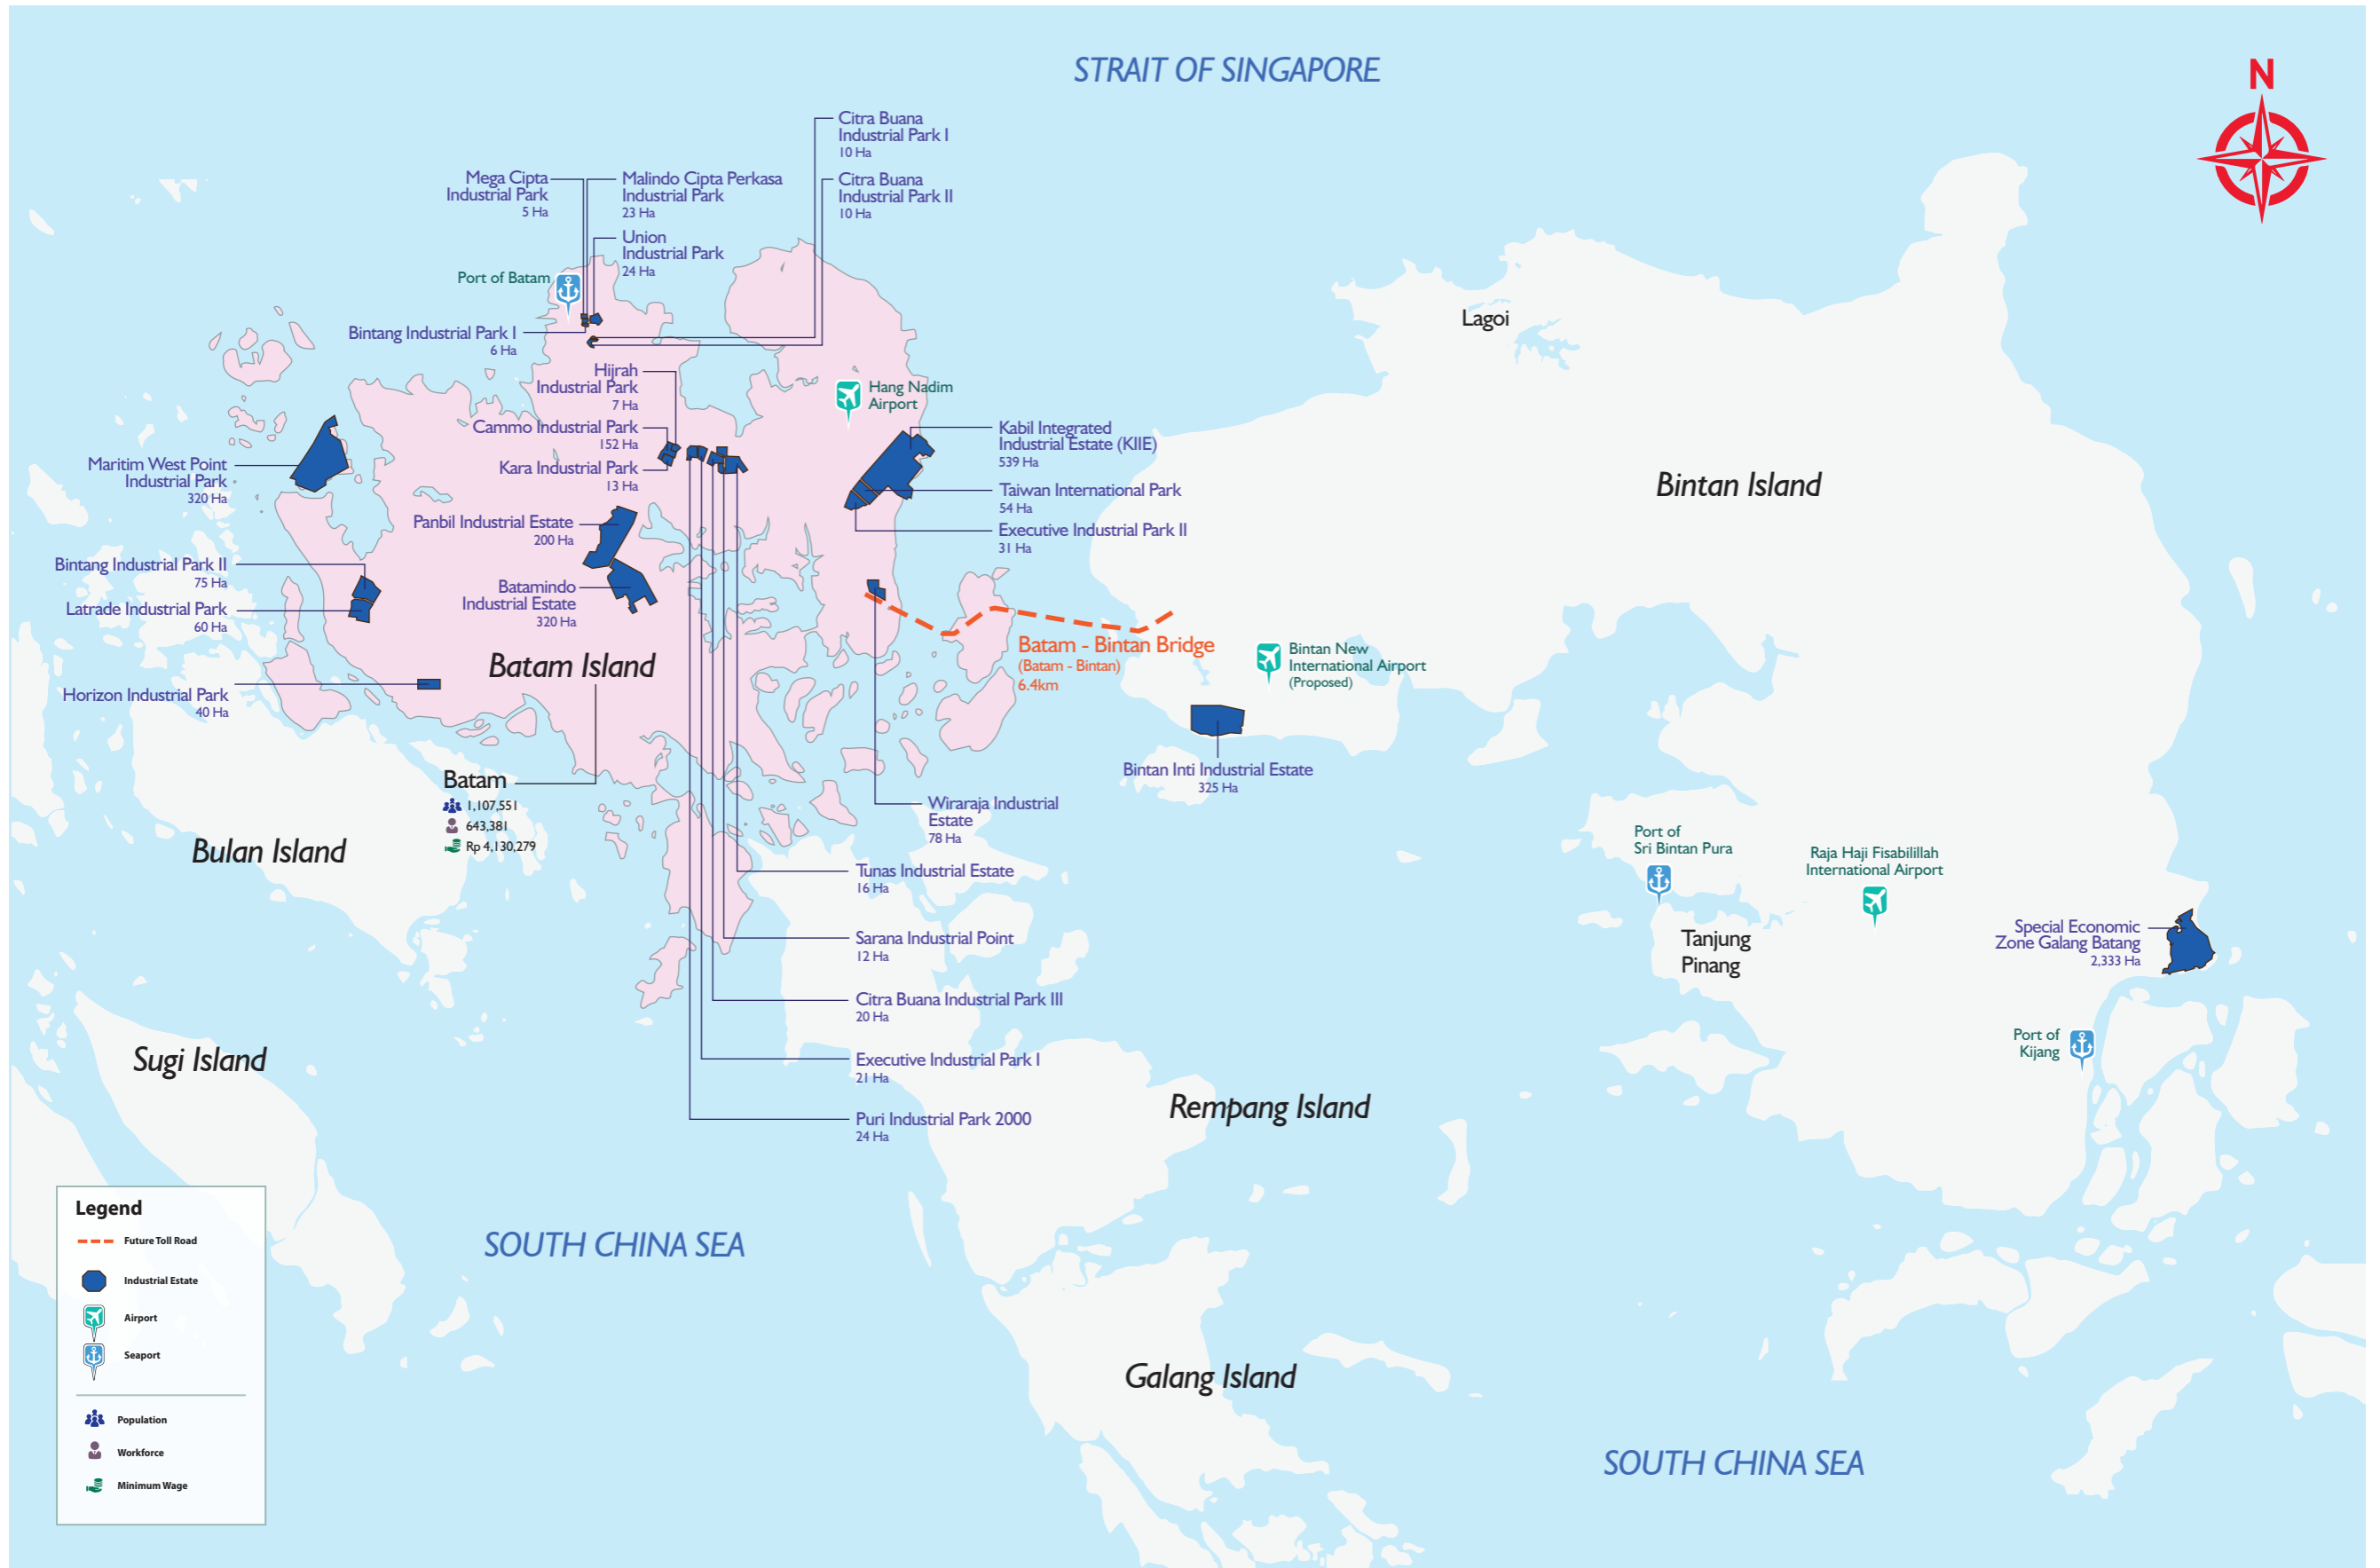 STRAIT OF SINGAPORE
N
Citra Buana
Industrial Park I
10 Ha
Mega Cipta
Industrial Park
5 Ha
Malindo Cipta Perkasa
Industrial Park
23 Ha
Citra Buana
Industrial Park II
10 Ha
Union
Industrial Park
24 Ha
Port of Batam
Bintang Industrial Park I
6 Ha
Lagoi
Hijrah
Industrial Park
7 Ha
Hang Nadim
Airport
Cammo Industrial Park
152 Ha
Kara Industrial Park
13 Ha
Kabil Integrated
Industrial Estate (KIIE)
539 Ha
Maritim West Point
Industrial Park
320 Ha
Taiwan International Park
54 Ha
Bintan Island
Panbil Industrial Estate
200 Ha
Executive Industrial Park II
31 Ha
Bintang Industrial Park II
75 Ha
Latrade Industrial Park
60 Ha
Batamindo
Industrial Estate
320 Ha
Batam - Bintan Bridge
(Batam - Bintan)
6.4km
Bintan New
International Airport
(Proposed)
Batam Island
Horizon Industrial Park
40 Ha
Bintan Inti Industrial Estate
325 Ha
Batam
1,107,551
643,381
Rp 4,130,279
Wiraraja Industrial
Estate
78 Ha
Bulan Island
Port of
Sri Bintan Pura
Raja Haji Fisabilillah
International Airport
Tunas Industrial Estate
16 Ha
Sarana Industrial Point
12 Ha
Tanjung
Pinang
Special Economic
Zone Galang Batang
2,333 Ha
Citra Buana Industrial Park III
20 Ha
Port of
Kijang
Sugi Island
Executive Industrial Park I
21 Ha
Rempang Island
Puri Industrial Park 2000
24 Ha
Legend
Future Toll Road
Industrial Estate
Airport
Seaport
Population
Workforce
Minimum Wage
SOUTH CHINA SEA
Galang Island
SOUTH CHINA SEA